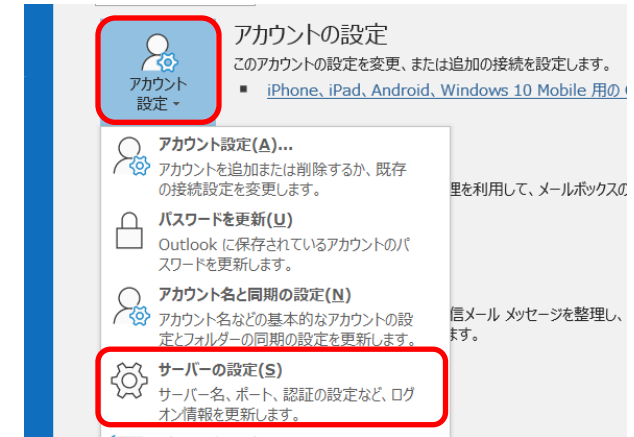 アカウント
設定
アカウントの設定
このアカウントの設定を変更、または追加の接続を設定します。
■ iPhone、iPad、Android、Windows 10 Mobile 用の
アカウント設定(A)...
アカウントを追加または削除するか、既存
の接続設定を変更します。
理を利用して、メールボックスの
パスワードを更新(U)
Outlook に保存されているアカウントのパ
スワードを更新します。
アカウント名と同期の設定(N)
アカウント名などの基本的なアカウントの設
定とフォルダーの同期の設定を更新します。
信メール メッセージを整理し、
ます。
サーバーの設定(S)
サーバー名、ポート、認証の設定など、ログ
オン情報を更新します。